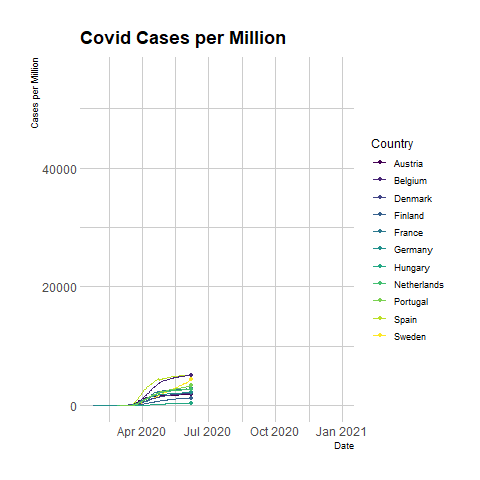 Covid Cases per Million
Cases per Million
40000
20000
0
Apr 2020 Jul 2020 Oct 2020 Jan 2021
Date
Country
Austria
Belgium
Denmark
Finland
France
Germany
Hungary
Netherlands
Portugal
Spain
Sweden